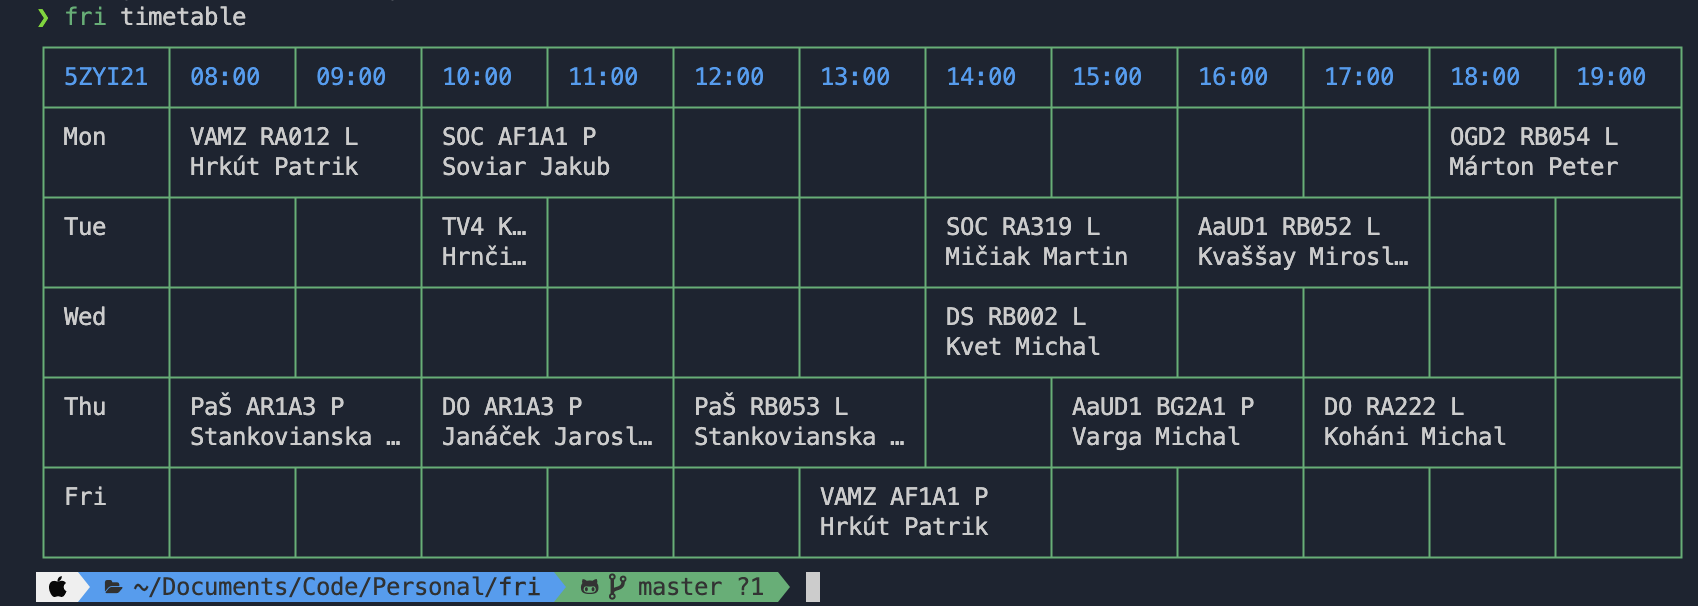 ❯ fri timetable
5ZYI21 08:00 09:00 10:00 11:00 12:00 13:00 14:00 15:00 16:00 17:00 18:00 19:00
Mon VAMZ RA012 L SOC AF1A1 P OGD2 RB054 L
Hrkút Patrik Soviar Jakub Márton Peter
Tue TV4 K… SOC RA319 L AaUD1 RB052 L
Hrnči… Mičiak Martin Kvaššay Mirosl…
Wed DS RB002 L
Kvet Michal
Thu PaŠ AR1A3 P DO AR1A3 P PaŠ RB053 L AaUD1 BG2A1 P DO RA222 L
Stankovianska … Janáček Jarosl… Stankovianska … Varga Michal Koháni Michal
Fri VAMZ AF1A1 P
Hrkút Patrik
~/Documents/Code/Personal/fri master ?1